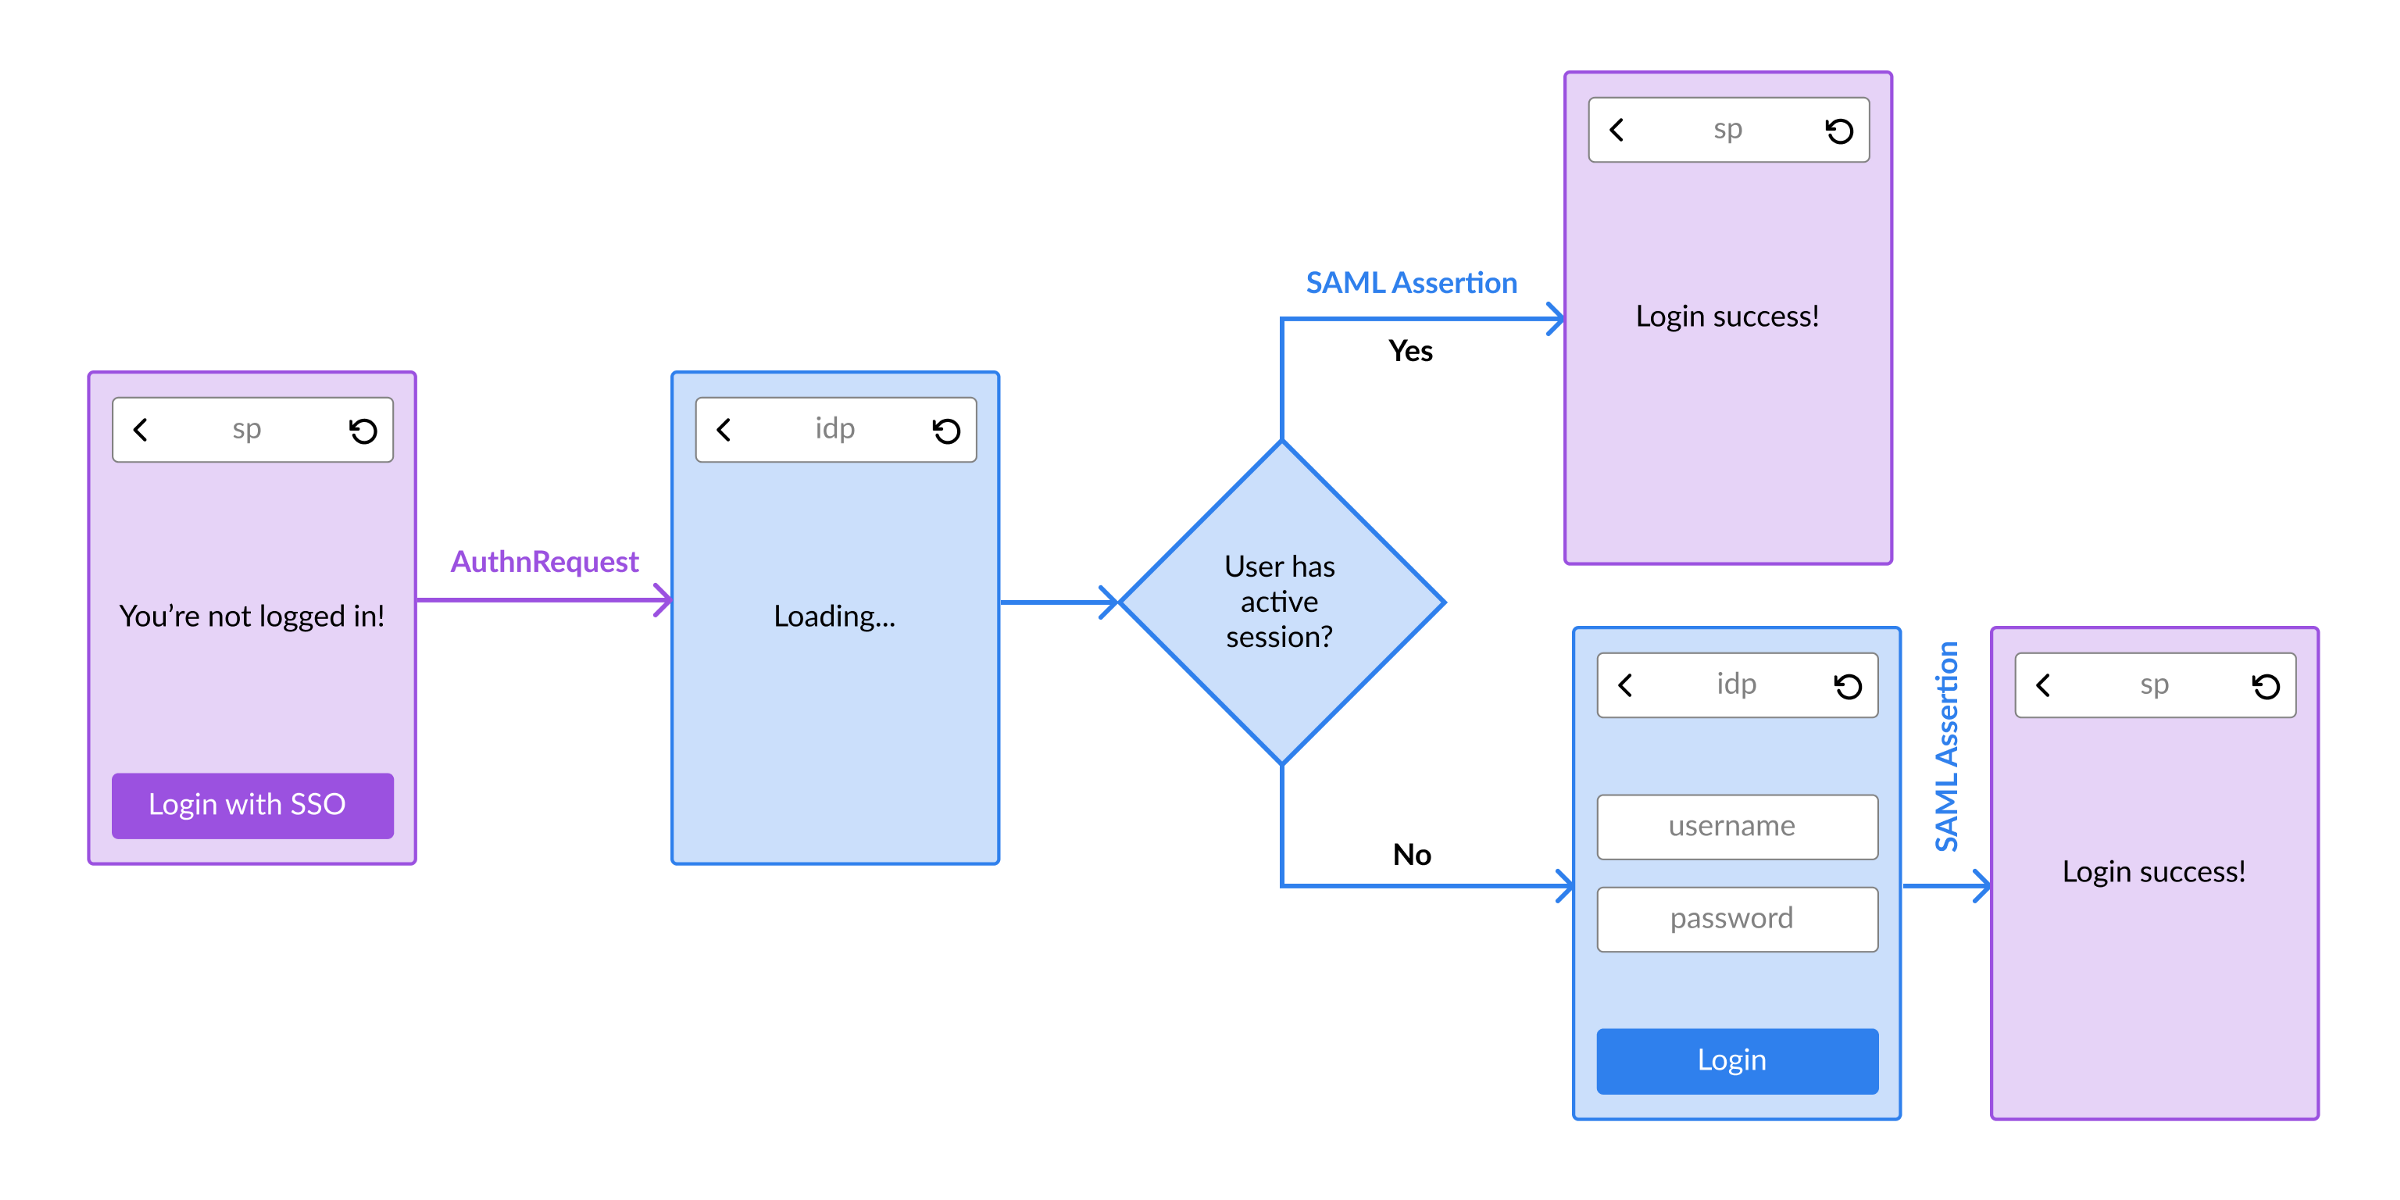 sp
You’re not logged in!
Login with SSO
AuthnRequest
idp
Loading...
User has
active
session?
SAML Assertion
Yes
sp
Login success!
No
idp
username
password
Login
SAML Assertion
sp
Login success!